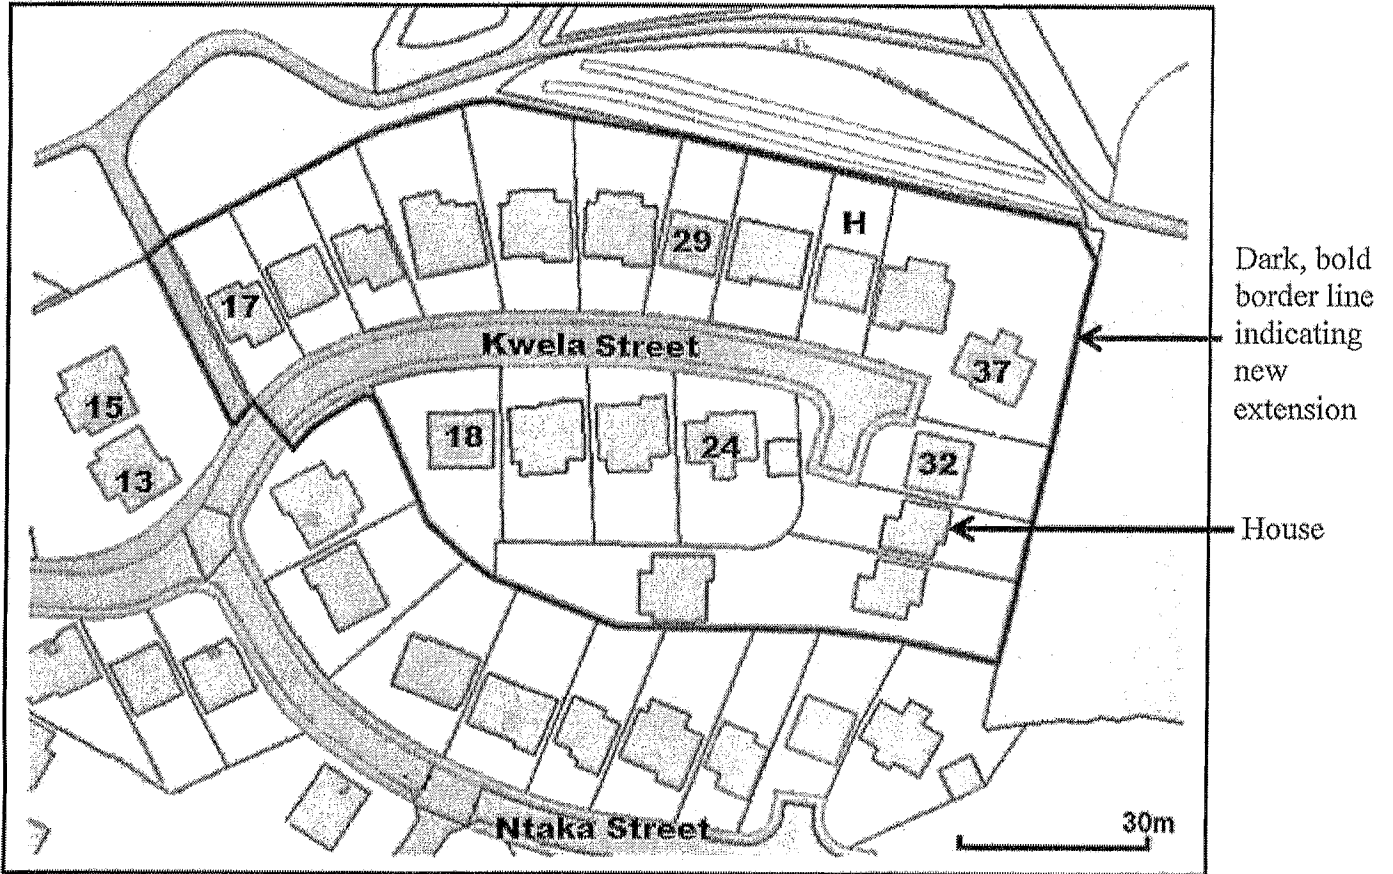 H
29
17
Kwela Street
37
15
13
18
24
32
Ntaka Street
30m
Dark, bold
border line
indicating
new
extension
House